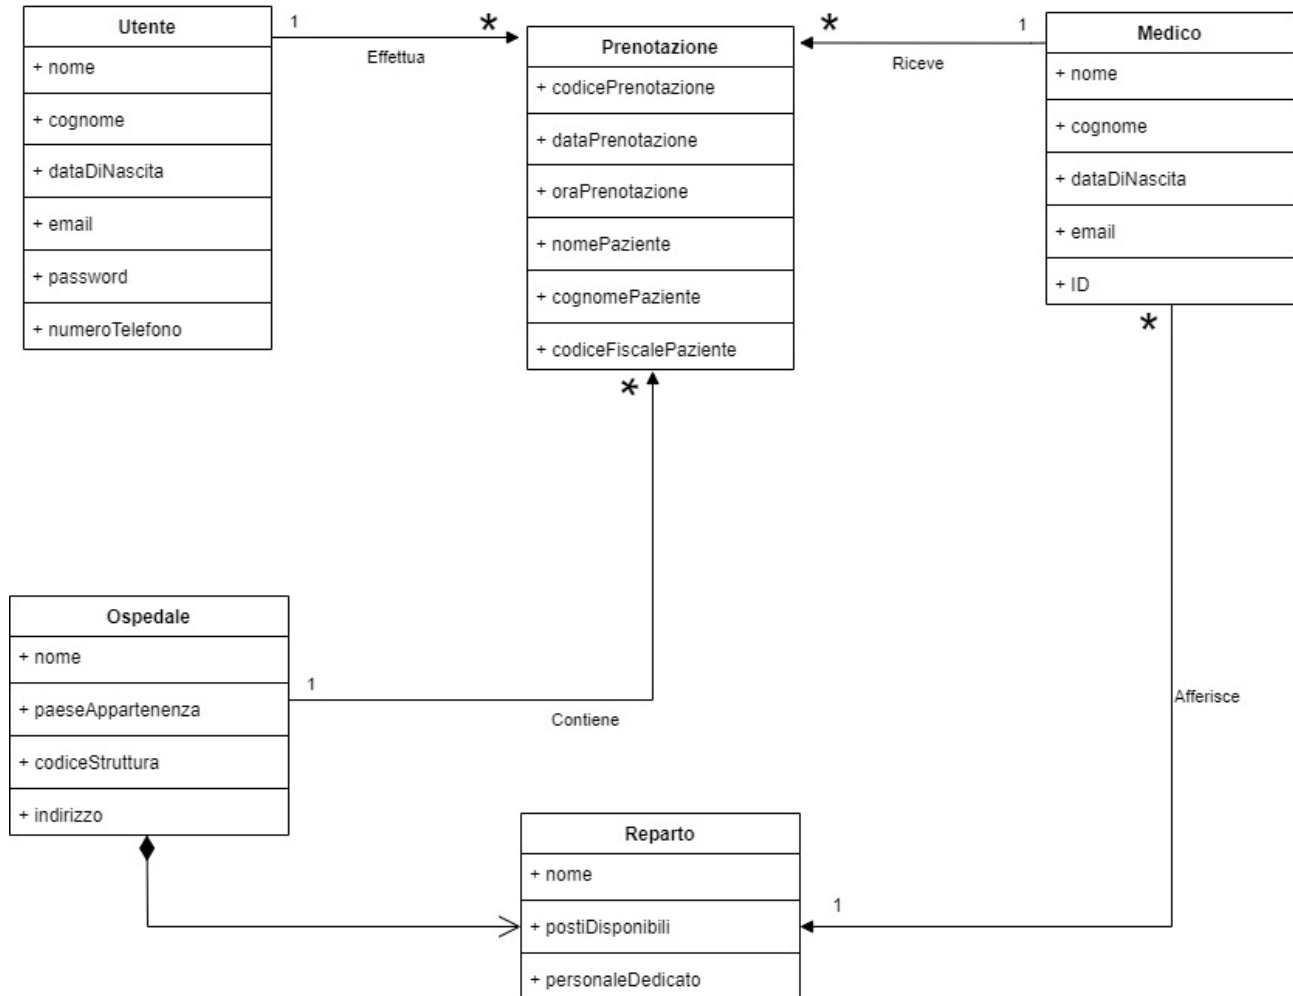 Utente
+ nome
+ cognome
+ dataDiNascita
+ email
+ password
+ numeroTelefono
1
*
Effettua
Prenotazione
+ codicePrenotazione
+ dataPrenotazione
+ oraPrenotazione
+ nomePaziente
+ cognomePaziente
+ codiceFiscalePaziente
*
*
1
Riceve
Medico
+ nome
+ cognome
+ dataDiNascita
+ email
+ ID
*
Afferisce
1
Ospedale
+ nome
+ paeseAppartenenza
+ codiceStruttura
+ indirizzo
1
Contiene
Reparto
+ nome
+ postiDisponibili
+ personaleDedicato